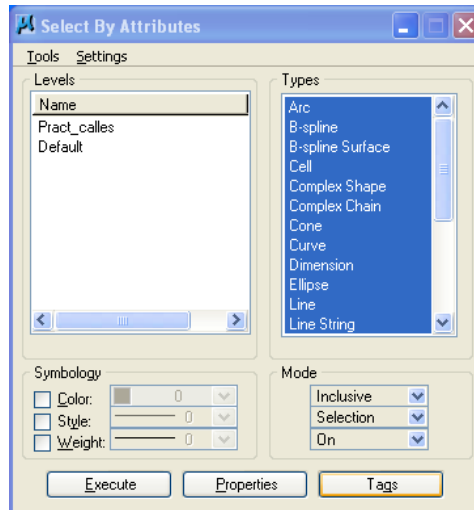 Select By Attributes
Tools Settings
Levels
Name
Pract_calles
Default
Types
Arc
B-spline
B-spline Surface
Cell
Complex Shape
Complex Chain
Cone
Curve
Dimension
Ellipse
Line
Line String
Symbology
Color: 0
Style: 0
Weight: 0
Mode
Inclusive
Selection
On
Execute Properties Tags